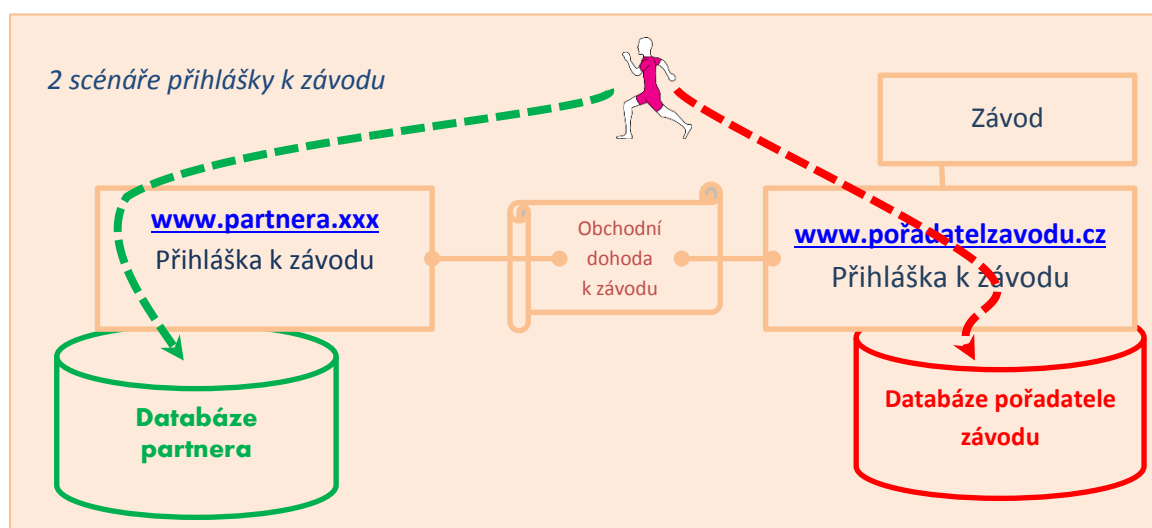 2 scénáře přihlášky k závodu
Závod
www.partnera.xxx
Přihláška k závodu
Obchodní
dohoda
k závodu
www.pořadatelzavodu.cz
Přihláška k závodu
Databáze
partnera
Databáze pořadatele
závodu